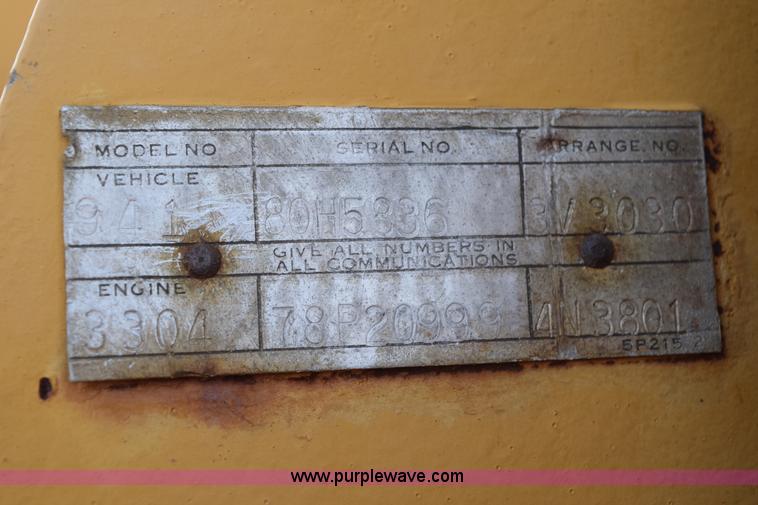 MODEL NO SERIAL NO. ARRANGE. NO.
VEHICLE
941 80H5336 3V3030
GIVE ALL NUMBERS IN
ALL COMMUNICATIONS
ENGINE
3304 78P20999 4N3801
5P215
www.purplewave.com